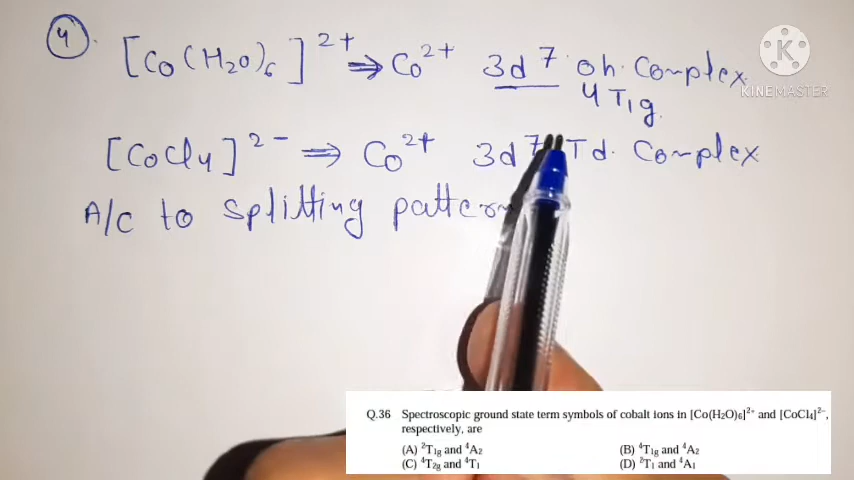 4. [Co(H₂O)₆]²⁺ ⇒ Co²⁺ 3d⁷ oh. Complex
4T₁g.
[CoCl₄]²⁻ ⇒ Co²⁺ 3d⁷ Td. Complex
A/C to splitting pattern
K
KINEMASTER
Q.36 Spectroscopic ground state term symbols of cobalt ions in [Co(H₂O)₆]²⁺ and [CoCl₄]²⁻,
respectively, are
(A) ²T₁g and ⁴A₂ (B) ⁴T₁g and ⁴A₂
(C) ⁴T₂g and ⁴T₁ (D) ²T₁ and ⁴A₁